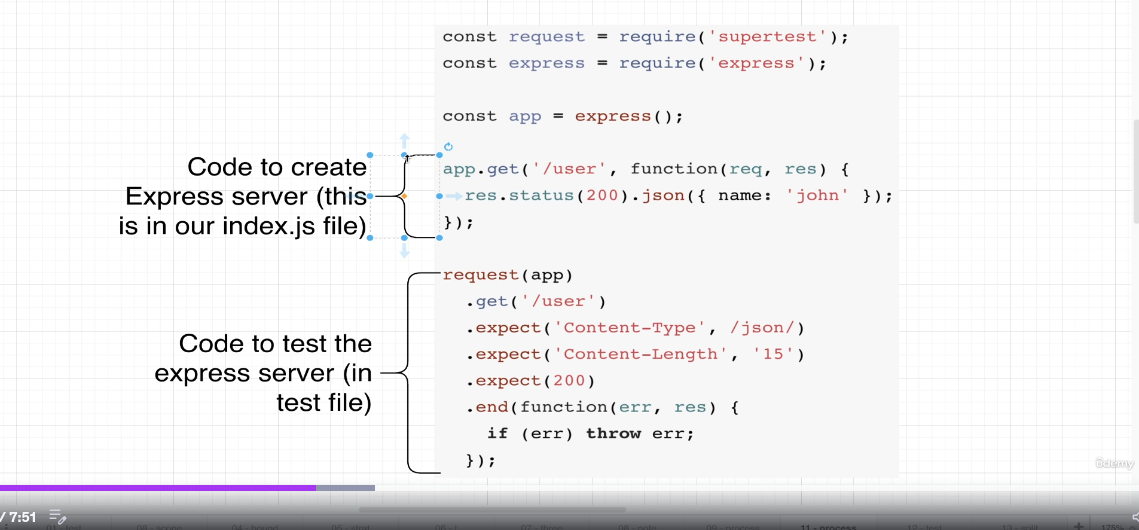 const request = require('supertest');
const express = require('express');
const app = express();
Code to create
Express server (this
is in our index.js file)
app.get('/user', function(req, res) {
res.status(200).json({ name: 'john' });
});
Code to test the
express server (in
test file)
request(app)
.get('/user')
.expect('Content-Type', /json/)
.expect('Content-Length', '15')
.expect(200)
.end(function(err, res) {
if (err) throw err;
});
ûdemy
/ 7:51
11 - process